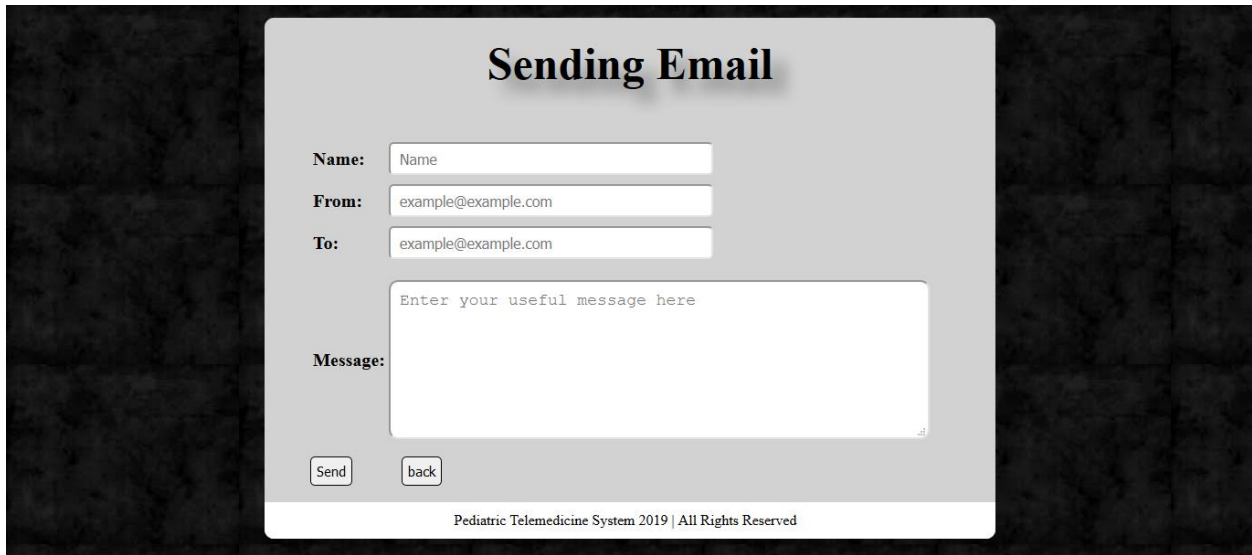 Sending Email
Name: Name
From: example@example.com
To: example@example.com
Enter your useful message here
Message:
Send back
Pediatric Telemedicine System 2019 | All Rights Reserved